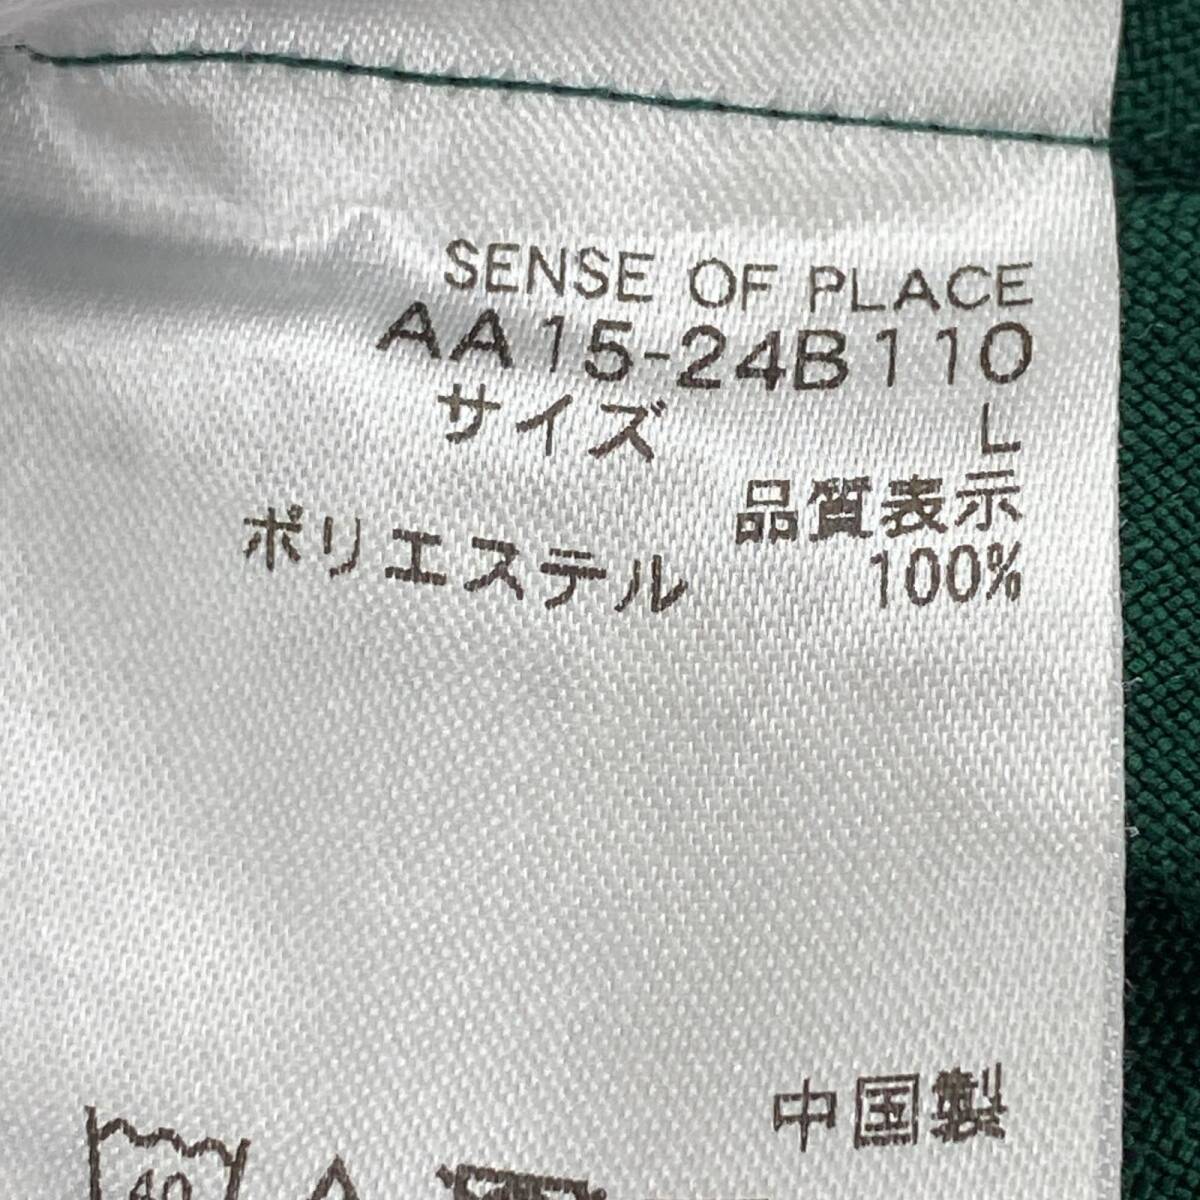 SENSE OF PLACE
AA15-24B110
サイズ L
品質表示
ポリエステル 100%
中国製
40